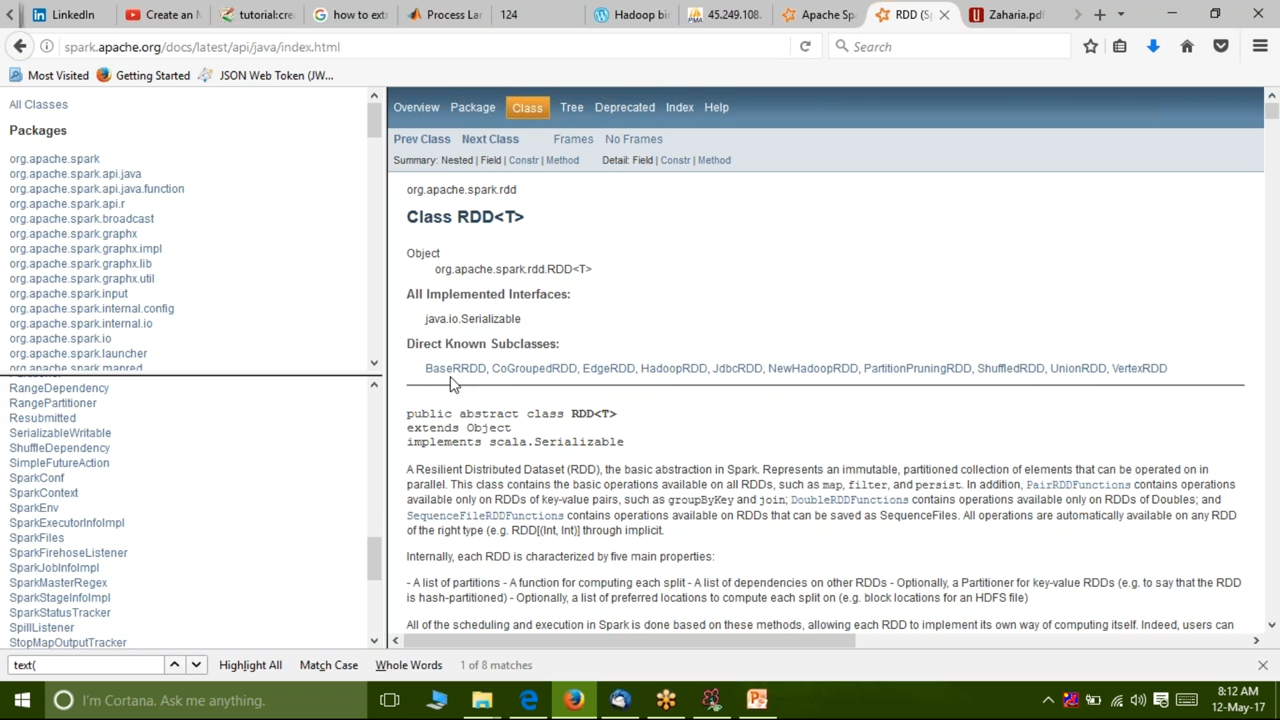 LinkedIn
Create an M
tutorial:cre
how to extr
Process Lar
124
Hadoop bir
45.249.108.
Apache Sp
RDD (S
Zaharia.pdf
spark.apache.org/docs/latest/api/java/index.html
Search
Most Visited
Getting Started
JSON Web Token (JW...
All Classes
Packages
org.apache.spark
org.apache.spark.api.java
org.apache.spark.api.java.function
org.apache.spark.api.r
org.apache.spark.broadcast
org.apache.spark.graphx
org.apache.spark.graphx.impl
org.apache.spark.graphx.lib
org.apache.spark.graphx.util
org.apache.spark.input
org.apache.spark.internal.config
org.apache.spark.internal.io
org.apache.spark.io
org.apache.spark.launcher
org.apache.spark.mapred
RangeDependency
RangePartitioner
Resubmitted
SerializableWritable
ShuffleDependency
SimpleFutureAction
SparkConf
SparkContext
SparkEnv
SparkExecutorInfoImpl
SparkFiles
SparkFirehoseListener
SparkJobInfoImpl
SparkMasterRegex
SparkStageInfoImpl
SparkStatusTracker
SpillListener
StopMapOutputTracker
Overview Package Class Tree Deprecated Index Help
Prev Class Next Class Frames No Frames
Summary: Nested | Field | Constr | Method Detail: Field | Constr | Method
org.apache.spark.rdd
Class RDD<T>
Object
org.apache.spark.rdd.RDD<T>
All Implemented Interfaces:
java.io.Serializable
Direct Known Subclasses:
BaseRRDD, CoGroupedRDD, EdgeRDD, HadoopRDD, JdbcRDD, NewHadoopRDD, PartitionPruningRDD, ShuffledRDD, UnionRDD, VertexRDD
public abstract class RDD<T>
extends Object
implements scala.Serializable
A Resilient Distributed Dataset (RDD), the basic abstraction in Spark. Represents an immutable, partitioned collection of elements that can be operated on in
parallel. This class contains the basic operations available on all RDDs, such as map, filter, and persist. In addition, PairRDDFunctions contains operations
available only on RDDs of key-value pairs, such as groupByKey and join; DoubleRDDFunctions contains operations available only on RDDs of Doubles; and
SequenceFileRDDFunctions contains operations available on RDDs that can be saved as SequenceFiles. All operations are automatically available on any RDD
of the right type (e.g. RDD[(Int, Int)] through implicit.
Internally, each RDD is characterized by five main properties:
- A list of partitions - A function for computing each split - A list of dependencies on other RDDs - Optionally, a Partitioner for key-value RDDs (e.g. to say that the RDD
is hash-partitioned) - Optionally, a list of preferred locations to compute each split on (e.g. block locations for an HDFS file)
All of the scheduling and execution in Spark is done based on these methods, allowing each RDD to implement its own way of computing itself. Indeed, users can
text(
Highlight All
Match Case
Whole Words
1 of 8 matches
I'm Cortana. Ask me anything.
8:12 AM
12-May-17